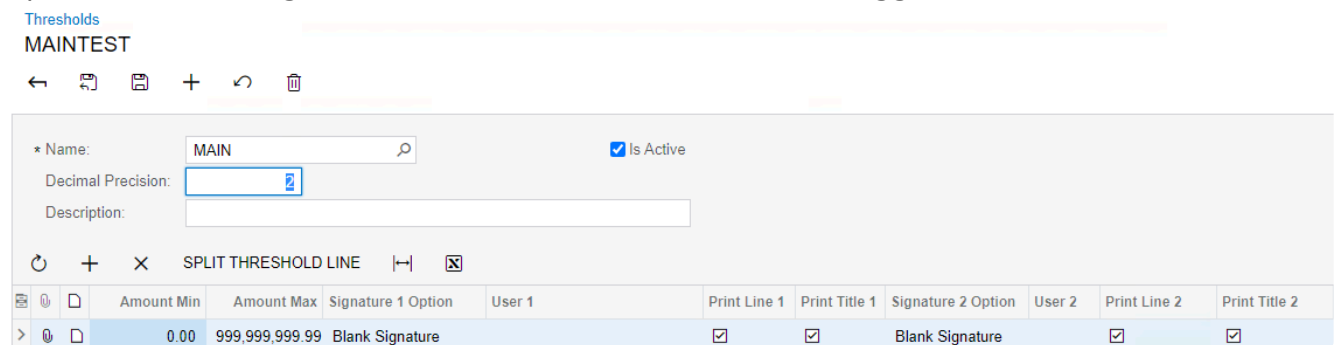 Thresholds
MAINTEST
* Name: MAIN Is Active
Decimal Precision: 2
Description:
SPLIT THRESHOLD LINE
Amount Min Amount Max Signature 1 Option User 1 Print Line 1 Print Title 1 Signature 2 Option User 2 Print Line 2 Print Title 2
0.00 999,999,999.99 Blank Signature Blank Signature